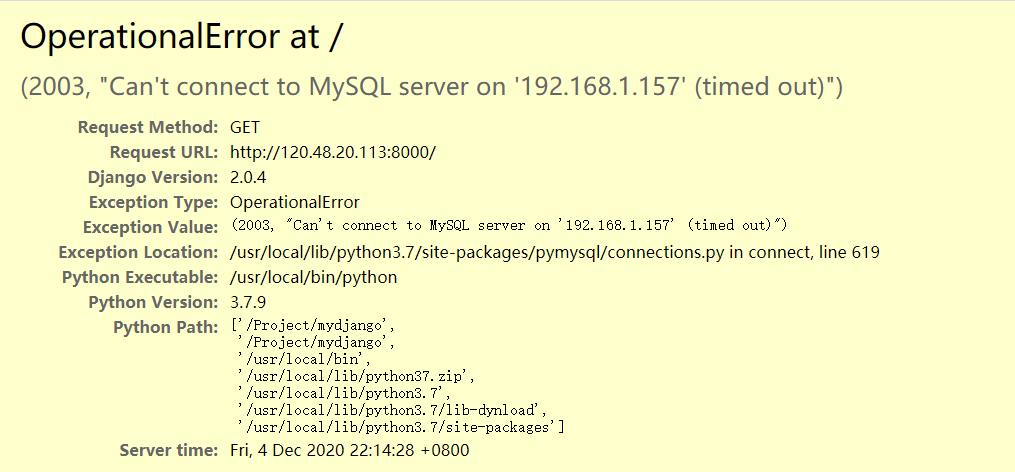 OperationalError at /
(2003, "Can't connect to MySQL server on '192.168.1.157' (timed out)")
Request Method: GET
Request URL: http://120.48.20.113:8000/
Django Version: 2.0.4
Exception Type: OperationalError
Exception Value: (2003, "Can't connect to MySQL server on '192.168.1.157' (timed out)")
Exception Location: /usr/local/lib/python3.7/site-packages/pymysql/connections.py in connect, line 619
Python Executable: /usr/local/bin/python
Python Version: 3.7.9
Python Path: ['/Project/mydjango',
'/Project/mydjango',
'/usr/local/bin',
'/usr/local/lib/python37.zip',
'/usr/local/lib/python3.7',
'/usr/local/lib/python3.7/lib-dynload',
'/usr/local/lib/python3.7/site-packages']
Server time: Fri, 4 Dec 2020 22:14:28 +0800